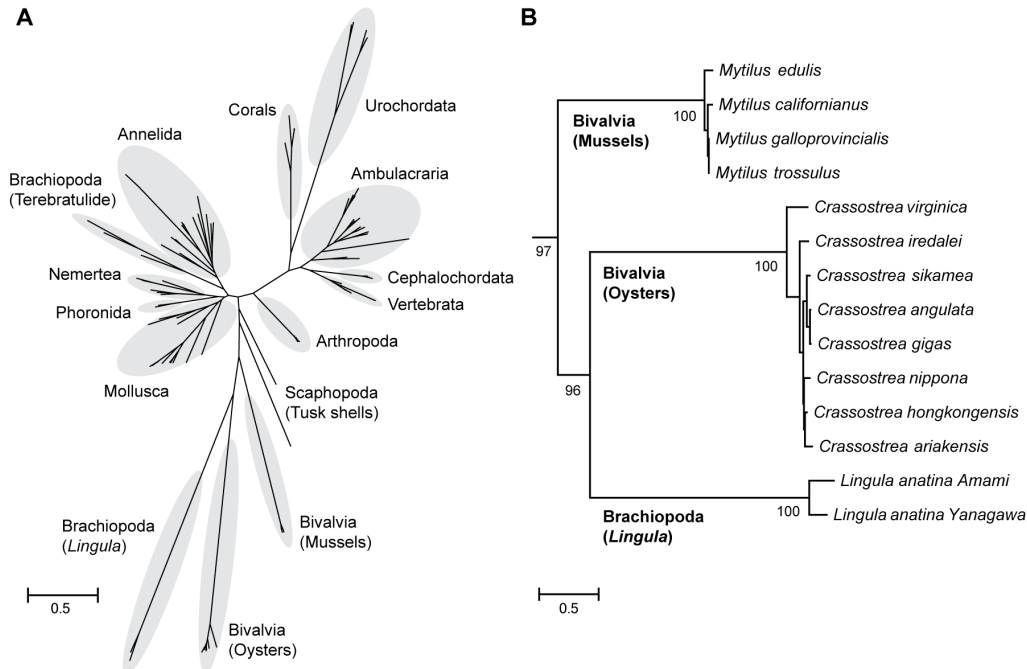 A
Corals
Urochordata
Annelida
Ambulacraria
Brachiopoda
(Terebratulide)
Nemertea
Cephalochordata
Phoronida
Vertebrata
Arthropoda
Mollusca
Scaphopoda
(Tusk shells)
Brachiopoda
(Lingula)
Bivalvia
(Mussels)
0.5
Bivalvia
(Oysters)
B
Mytilus edulis
Mytilus californianus
100
Bivalvia
(Mussels)
Mytilus galloprovincialis
Mytilus trossulus
Crassostrea virginica
97
Crassostrea iredalei
100
Bivalvia
(Oysters)
Crassostrea sikamea
Crassostrea angulata
Crassostrea gigas
Crassostrea nippona
96
Crassostrea hongkongensis
Crassostrea ariakensis
Lingula anatina Amami
100
Lingula anatina Yanagawa
Brachiopoda
(Lingula)
0.5